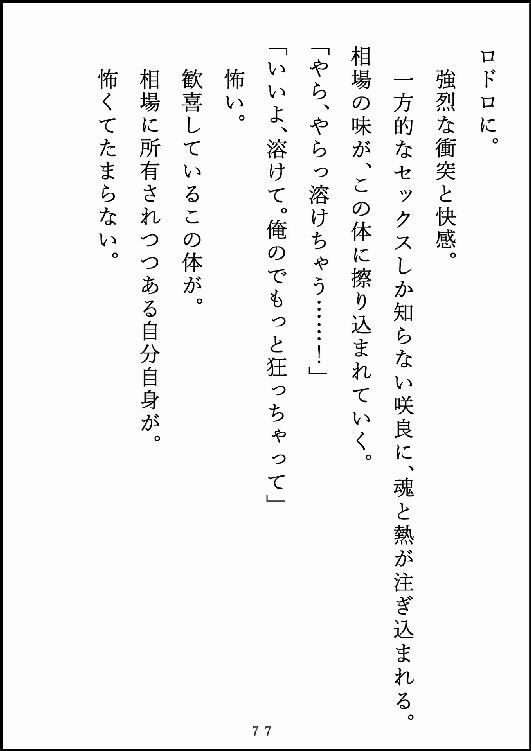 ロドロに。
強烈な衝突と快感。
一方的なセックスしか知らない咲良に、魂と熱が注ぎ込まれる。
相場の味が、この体に擦り込まれていく。
「やら、やらっ溶けちゃう……！」
「いいよ、溶けて。俺のでもっと狂っちゃって」
怖い。
歓喜しているこの体が。
相場に所有されつつある自分自身が。
怖くてたまらない。
77